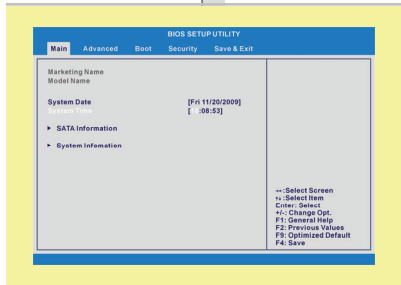 BIOS SETUP UTILITY
Main Advanced Boot Security Save & Exit
Marketing Name
Model Name
System Date [Fri 11/20/2009]
System Time [ :08:53]
► SATA Information
► System Infomation
↔:Select Screen
↑↓:Select Item
Enter: Select
+/-: Change Opt.
F1: General Help
F2: Previous Values
F9: Optimized Default
F4: Save